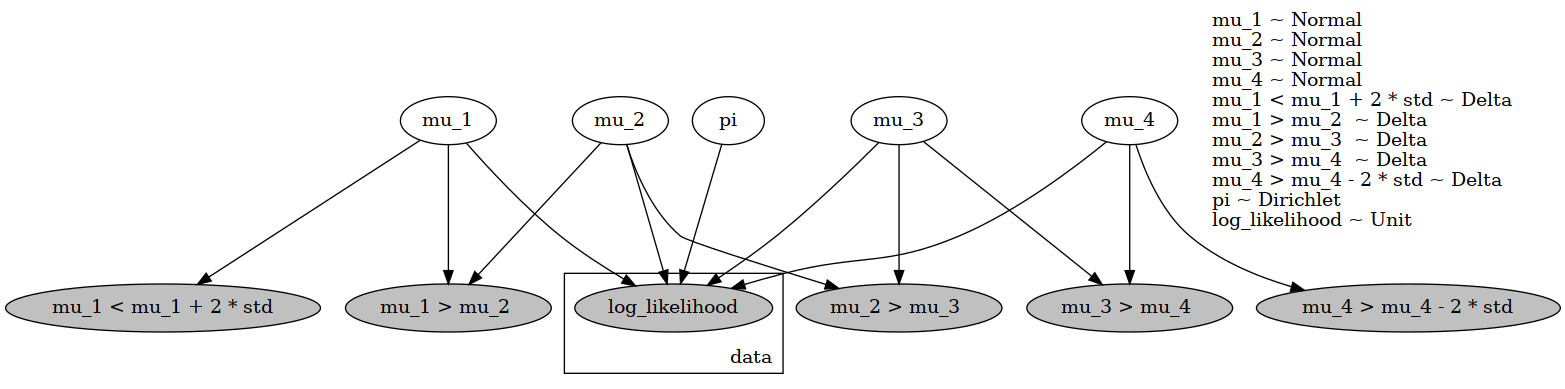 mu_1 ~ Normal
mu_2 ~ Normal
mu_3 ~ Normal
mu_4 ~ Normal
mu_1 < mu_1 + 2 * std ~ Delta
mu_1 > mu_2  ~ Delta
mu_2 > mu_3  ~ Delta
mu_3 > mu_4  ~ Delta
mu_4 > mu_4 - 2 * std ~ Delta
pi ~ Dirichlet
log_likelihood ~ Unit
mu_1
mu_2
pi
mu_3
mu_4
mu_1 < mu_1 + 2 * std
mu_1 > mu_2
log_likelihood
mu_2 > mu_3
mu_3 > mu_4
mu_4 > mu_4 - 2 * std
data